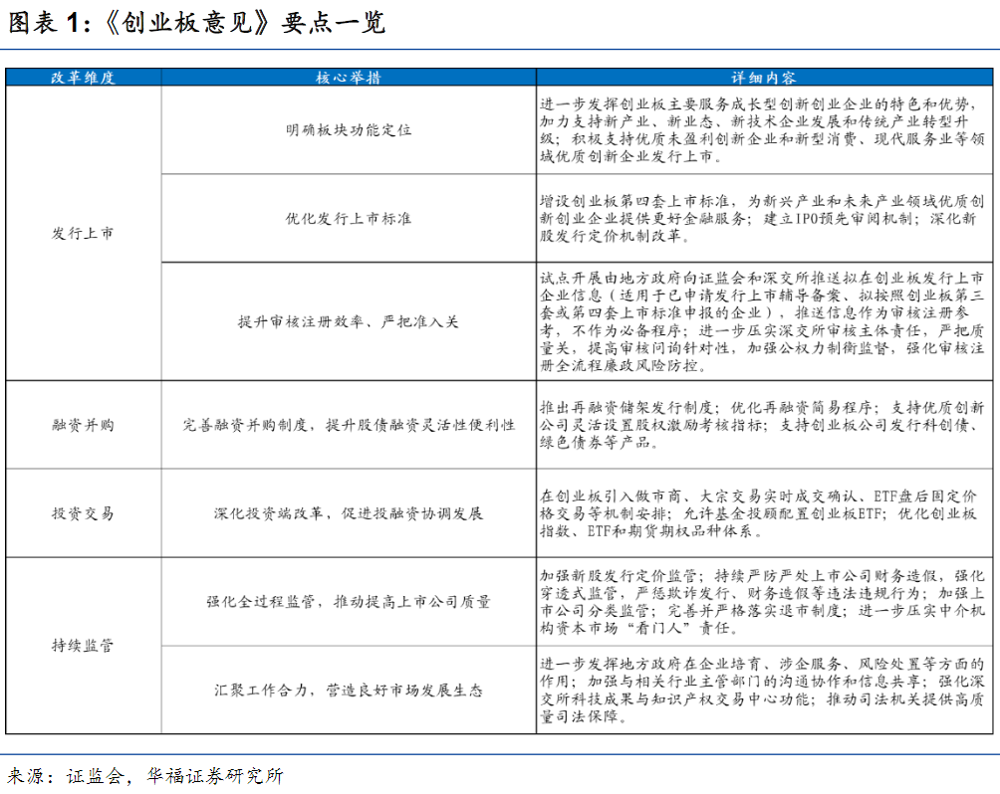 图表 1：《创业板意见》要点一览
改革维度
核心举措
详细内容
发行上市
明确板块功能定位
进一步发挥创业板主要服务成长型创新创业企业的特色和优势，
加力支持新产业、新业态、新技术企业发展和传统产业转型升
级；积极支持优质未盈利创新企业和新型消费、现代服务业等领
域优质创新企业发行上市。
优化发行上市标准
增设创业板第四套上市标准，为新兴产业和未来产业领域优质创
新创业企业提供更好金融服务；建立IPO预先审阅机制；深化新
股发行定价机制改革。
提升审核注册效率、严把准入关
试点开展由地方政府向证监会和深交所推送拟在创业板发行上市
企业信息（适用于已申请发行上市辅导备案、拟按照创业板第三
套或第四套上市标准申报的企业），推送信息作为审核注册参
考，不作为必备程序；进一步压实深交所审核主体责任，严把质
量关，提高审核问询针对性，加强公权力制衡监督，强化审核注
册全流程廉政风险防控。
融资并购
完善融资并购制度，提升股债融资灵活性便利性
推出再融资储架发行制度；优化再融资简易程序；支持优质创新
公司灵活设置股权激励考核指标；支持创业板公司发行科创债、
绿色债券等产品。
投资交易
深化投资端改革，促进投融资协调发展
在创业板引入做市商、大宗交易实时成交确认、ETF盘后固定价
格交易等机制安排；允许基金投顾配置创业板ETF；优化创业板
指数、ETF和期货期权品种体系。
持续监管
强化全过程监管，推动提高上市公司质量
加强新股发行定价监管；持续严防严处上市公司财务造假，强化
穿透式监管，严惩欺诈发行、财务造假等违法违规行为；加强上
市公司分类监管；完善并严格落实退市制度；进一步压实中介机
构资本市场“看门人”责任。
汇聚工作合力，营造良好市场发展生态
进一步发挥地方政府在企业培育、涉企服务、风险处置等方面的
作用；加强与相关行业主管部门的沟通协作和信息共享；强化深
交所科技成果与知识产权交易中心功能；推动司法机关提供高质
量司法保障。
来源：证监会，华福证券研究所